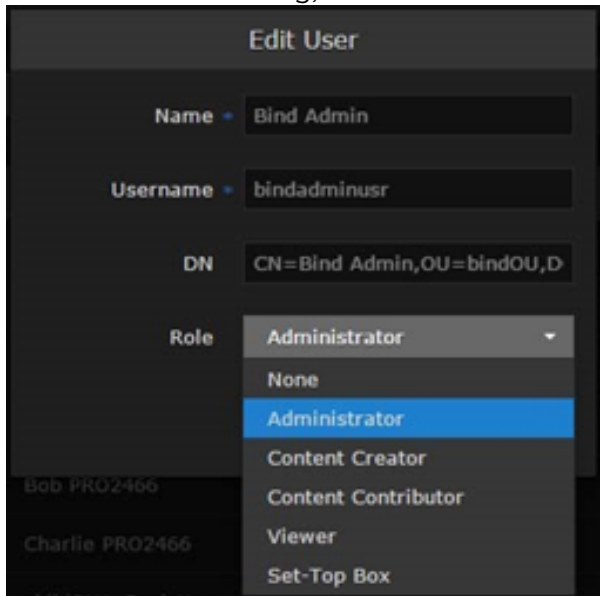 Edit User
Name * Bind Admin
Username * bindadminusr
DN CN=Bind Admin,OU=bindOU,D
Role Administrator
None
Administrator
Content Creator
Bob PRO2466
Content Contributor
Charlie PRO2466
Viewer
Set-Top Box